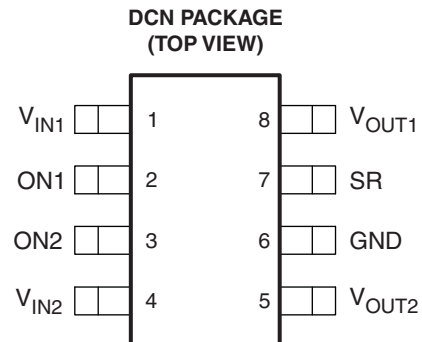 DCN PACKAGE
(TOP VIEW)
VIN1 1 8 VOUT1
ON1 2 7 SR
ON2 3 6 GND
VIN2 4 5 VOUT2